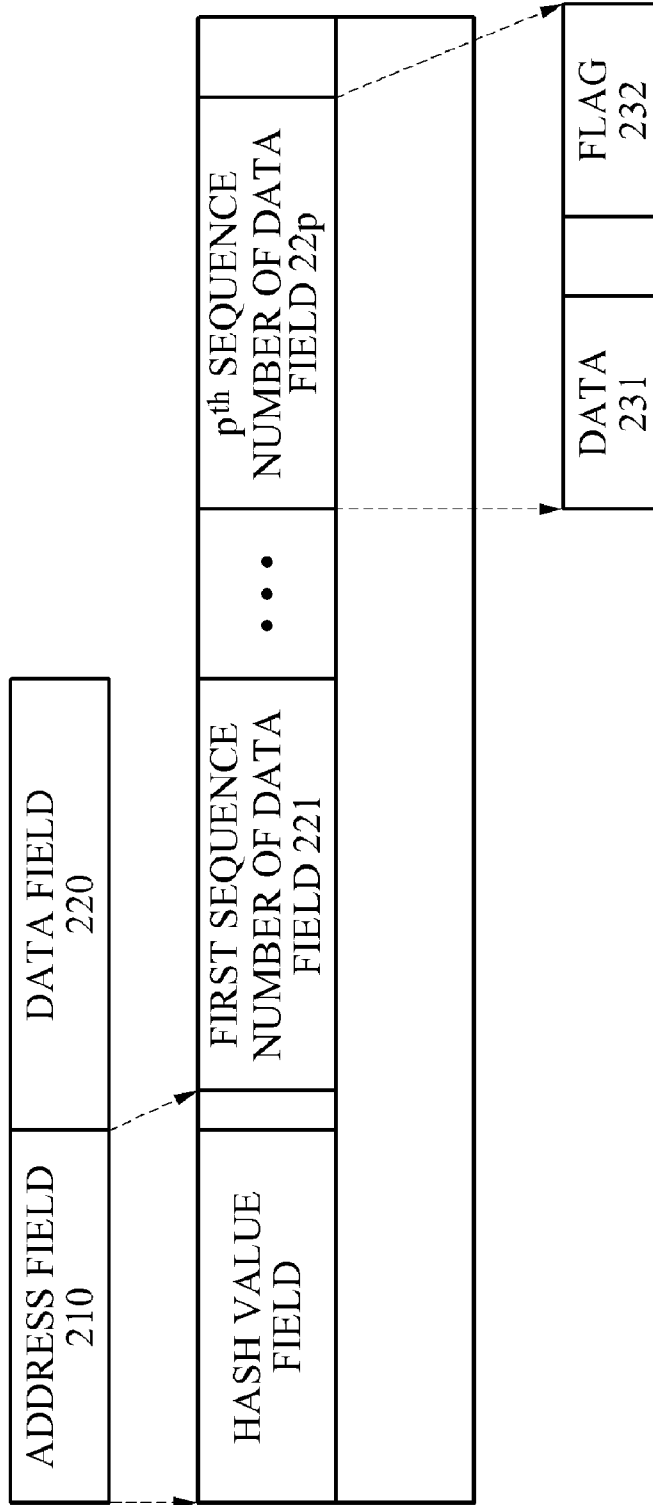 ADDRESS FIELD
210
DATA FIELD
220
HASH VALUE
FIELD
FIRST SEQUENCE
NUMBER OF DATA
FIELD 221
•••
pth SEQUENCE
NUMBER OF DATA
FIELD 22p
DATA
231
FLAG
232